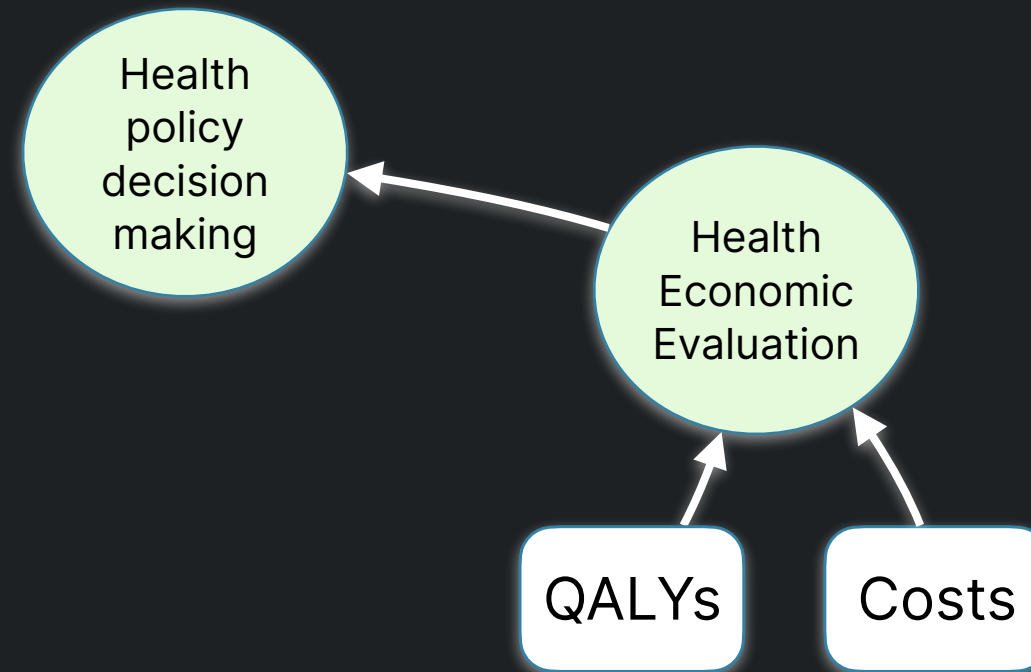 Health
policy
decision
making
Health
Economic
Evaluation
QALYs
Costs